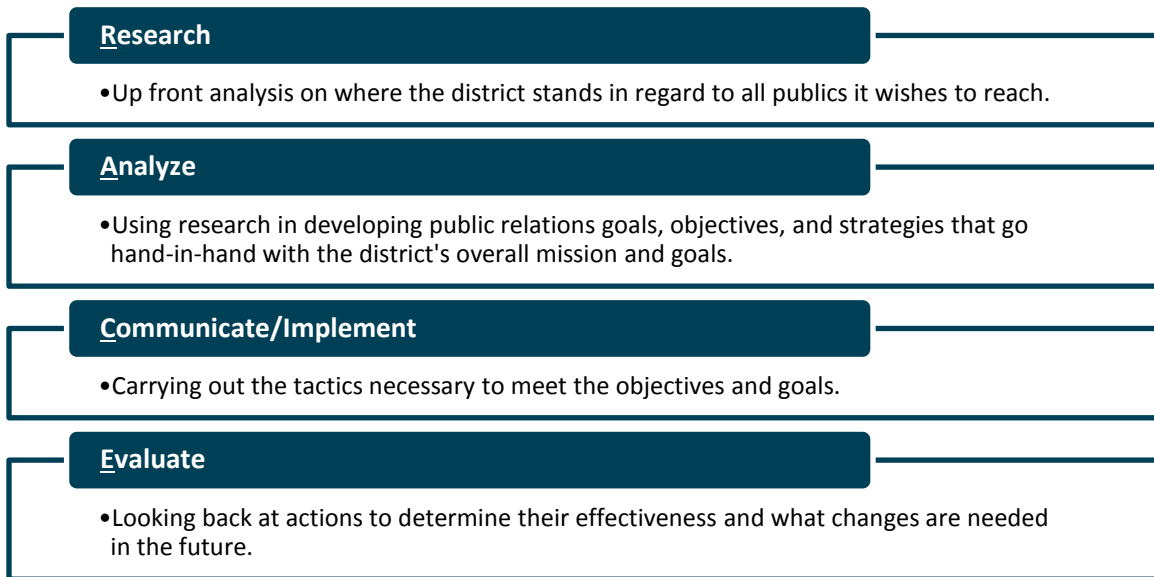 Research
•Up front analysis on where the district stands in regard to all publics it wishes to reach.
Analyze
•Using research in developing public relations goals, objectives, and strategies that go
hand-in-hand with the district's overall mission and goals.
Communicate/Implement
•Carrying out the tactics necessary to meet the objectives and goals.
Evaluate
•Looking back at actions to determine their effectiveness and what changes are needed
in the future.